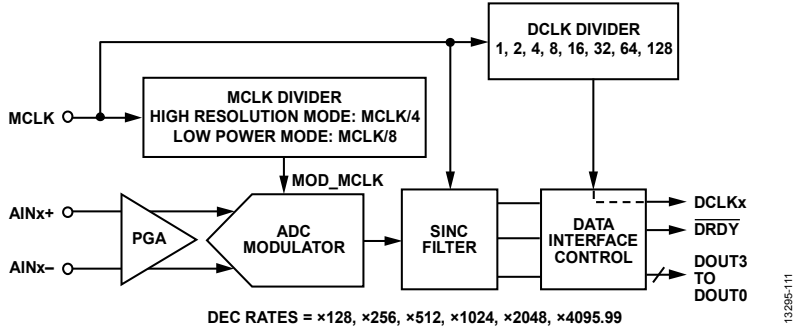 DCLK DIVIDER
1, 2, 4, 8, 16, 32, 64, 128
MCLK
MCLK DIVIDER
HIGH RESOLUTION MODE: MCLK/4
LOW POWER MODE: MCLK/8
MOD_MCLK
AINx+
AINx–
PGA
ADC
MODULATOR
SINC
FILTER
DATA
INTERFACE
CONTROL
DCLKx
DRDY
DOUT3
TO
DOUT0
DEC RATES = ×128, ×256, ×512, ×1024, ×2048, ×4095.99
13295-111